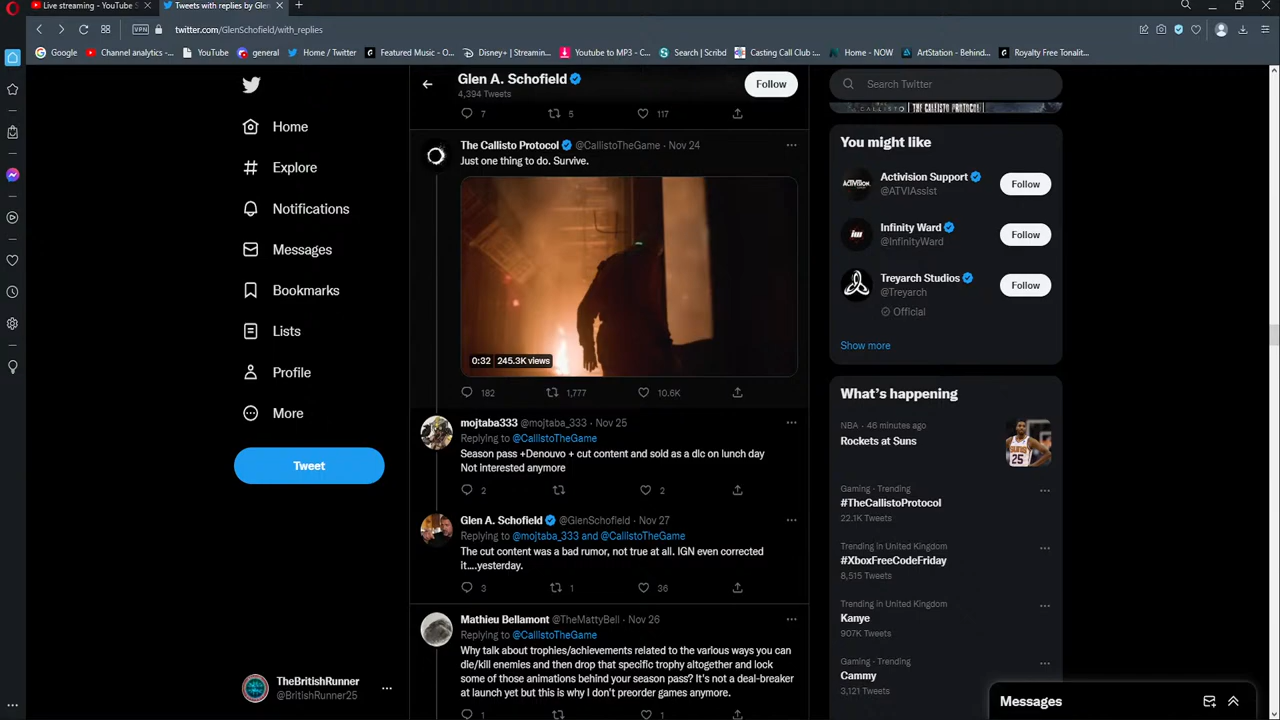 Live streaming - YouTube S
Tweets with replies by Glen
VPN
twitter.com/GlenSchofield/with_replies
Google
Channel analytics -...
YouTube
general
Home / Twitter
Featured Music - O...
Disney+ | Streamin...
Youtube to MP3 - C...
Search | Scribd
Casting Call Club :...
Home - NOW
ArtStation - Behind...
Royalty Free Tonalit...
Home
Explore
Notifications
Messages
Bookmarks
Lists
Profile
More
Tweet
TheBritishRunner
@BritishRunner25
Glen A. Schofield
4,394 Tweets
Follow
7
5
117
The Callisto Protocol @CallistoTheGame · Nov 24
Just one thing to do. Survive.
0:32 245.3K views
182
1,777
10.6K
mojtaba333 @mojtaba_333 · Nov 25
Replying to @CallistoTheGame
Season pass +Denouvo + cut content and sold as a dlc on lunch day
Not interested anymore
2
2
Glen A. Schofield @GlenSchofield · Nov 27
Replying to @mojtaba_333 and @CallistoTheGame
The cut content was a bad rumor, not true at all. IGN even corrected
it....yesterday.
3
1
36
Mathieu Bellamont @TheMattyBell · Nov 26
Replying to @CallistoTheGame
Why talk about trophies/achievements related to the various ways you can
die/kill enemies and then drop that specific trophy altogether and lock
some of those animations behind your season pass? It's not a deal-breaker
at launch yet but this is why I don't preorder games anymore.
1
1
Search Twitter
CALLISTO
THE CALLISTO PROTOCOL
You might like
ACTIVISION
Activision Support
@ATVIAssist
Follow
iw
Infinity Ward
@InfinityWard
Follow
Treyarch Studios
@Treyarch
Official
Follow
Show more
What's happening
NBA · 46 minutes ago
Rockets at Suns
Gaming · Trending
#TheCallistoProtocol
22.1K Tweets
Trending in United Kingdom
#XboxFreeCodeFriday
8,515 Tweets
Trending in United Kingdom
Kanye
907K Tweets
Gaming · Trending
Cammy
3,121 Tweets
Messages